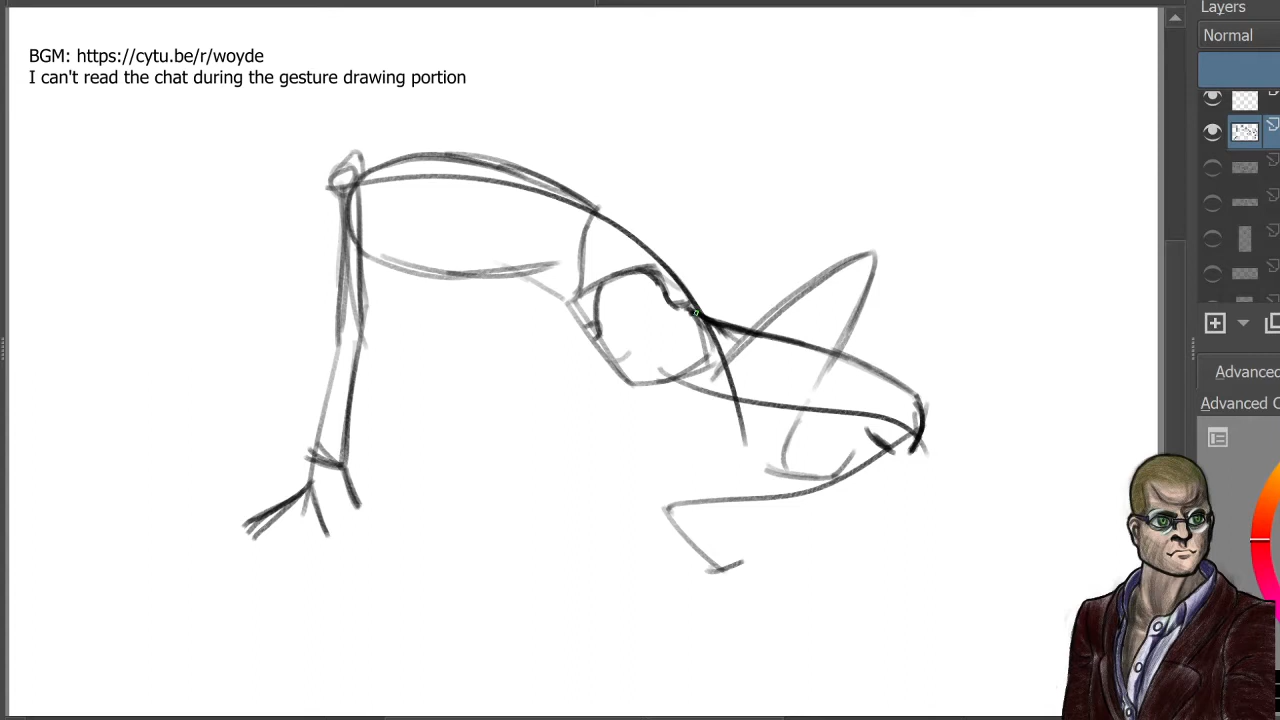 BGM: https://cytu.be/r/woyde
I can't read the chat during the gesture drawing portion
Layers
Normal
Advanced
Advanced C